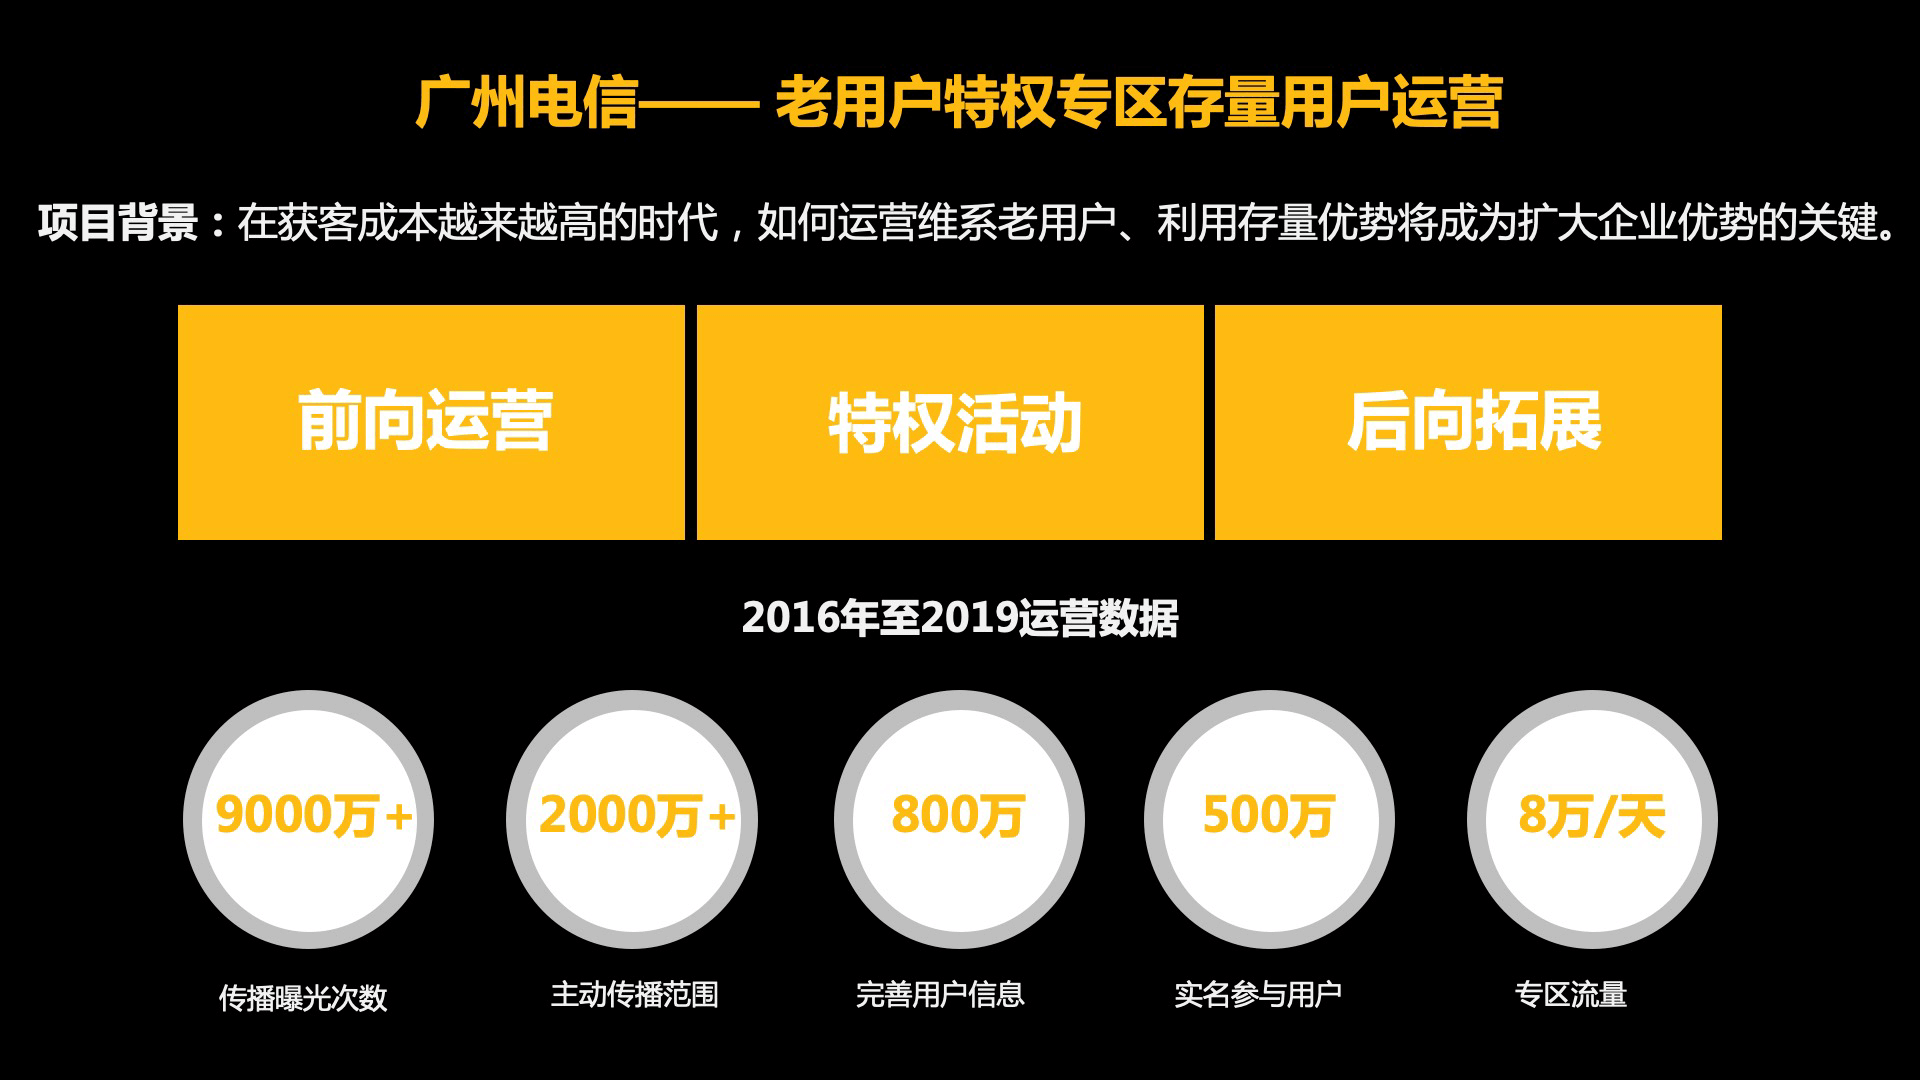 广州电信—— 老用户特权专区存量用户运营
项目背景：在获客成本越来越高的时代，如何运营维系老用户、利用存量优势将成为扩大企业优势的关键。
前向运营
特权活动
后向拓展
2016年至2019运营数据
9000万+
2000万+
800万
500万
8万/天
传播曝光次数
主动传播范围
完善用户信息
实名参与用户
专区流量